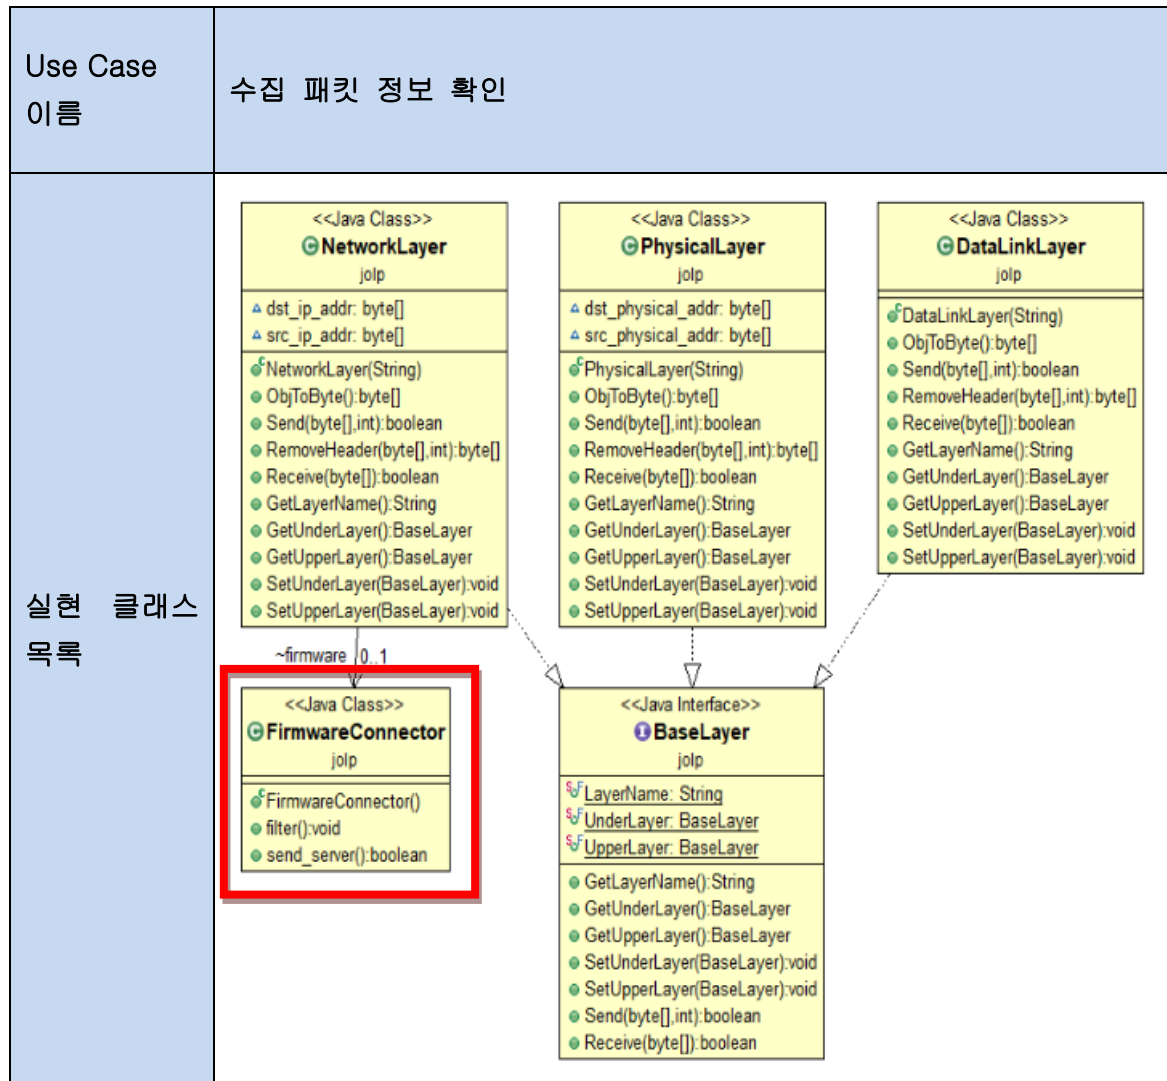 Use Case
이름
수집 패킷 정보 확인
실현 클래스
목록
<<Java Class>>
NetworkLayer
jolp
dst_ip_addr: byte[]
src_ip_addr: byte[]
NetworkLayer(String)
ObjToByte():byte[]
Send(byte[],int):boolean
RemoveHeader(byte[],int):byte[]
Receive(byte[]):boolean
GetLayerName():String
GetUnderLayer():BaseLayer
GetUpperLayer():BaseLayer
SetUnderLayer(BaseLayer):void
SetUpperLayer(BaseLayer):void
<<Java Class>>
PhysicalLayer
jolp
dst_physical_addr: byte[]
src_physical_addr: byte[]
PhysicalLayer(String)
ObjToByte():byte[]
Send(byte[],int):boolean
RemoveHeader(byte[],int):byte[]
Receive(byte[]):boolean
GetLayerName():String
GetUnderLayer():BaseLayer
GetUpperLayer():BaseLayer
SetUnderLayer(BaseLayer):void
SetUpperLayer(BaseLayer):void
<<Java Class>>
DataLinkLayer
jolp
DataLinkLayer(String)
ObjToByte():byte[]
Send(byte[],int):boolean
RemoveHeader(byte[],int):byte[]
Receive(byte[]):boolean
GetLayerName():String
GetUnderLayer():BaseLayer
GetUpperLayer():BaseLayer
SetUnderLayer(BaseLayer):void
SetUpperLayer(BaseLayer):void
~firmware 0..1
<<Java Class>>
FirmwareConnector
jolp
FirmwareConnector()
filter():void
send_server():boolean
<<Java Interface>>
BaseLayer
jolp
LayerName: String
UnderLayer: BaseLayer
UpperLayer: BaseLayer
GetLayerName():String
GetUnderLayer():BaseLayer
GetUpperLayer():BaseLayer
SetUnderLayer(BaseLayer):void
SetUpperLayer(BaseLayer):void
Send(byte[],int):boolean
Receive(byte[]):boolean